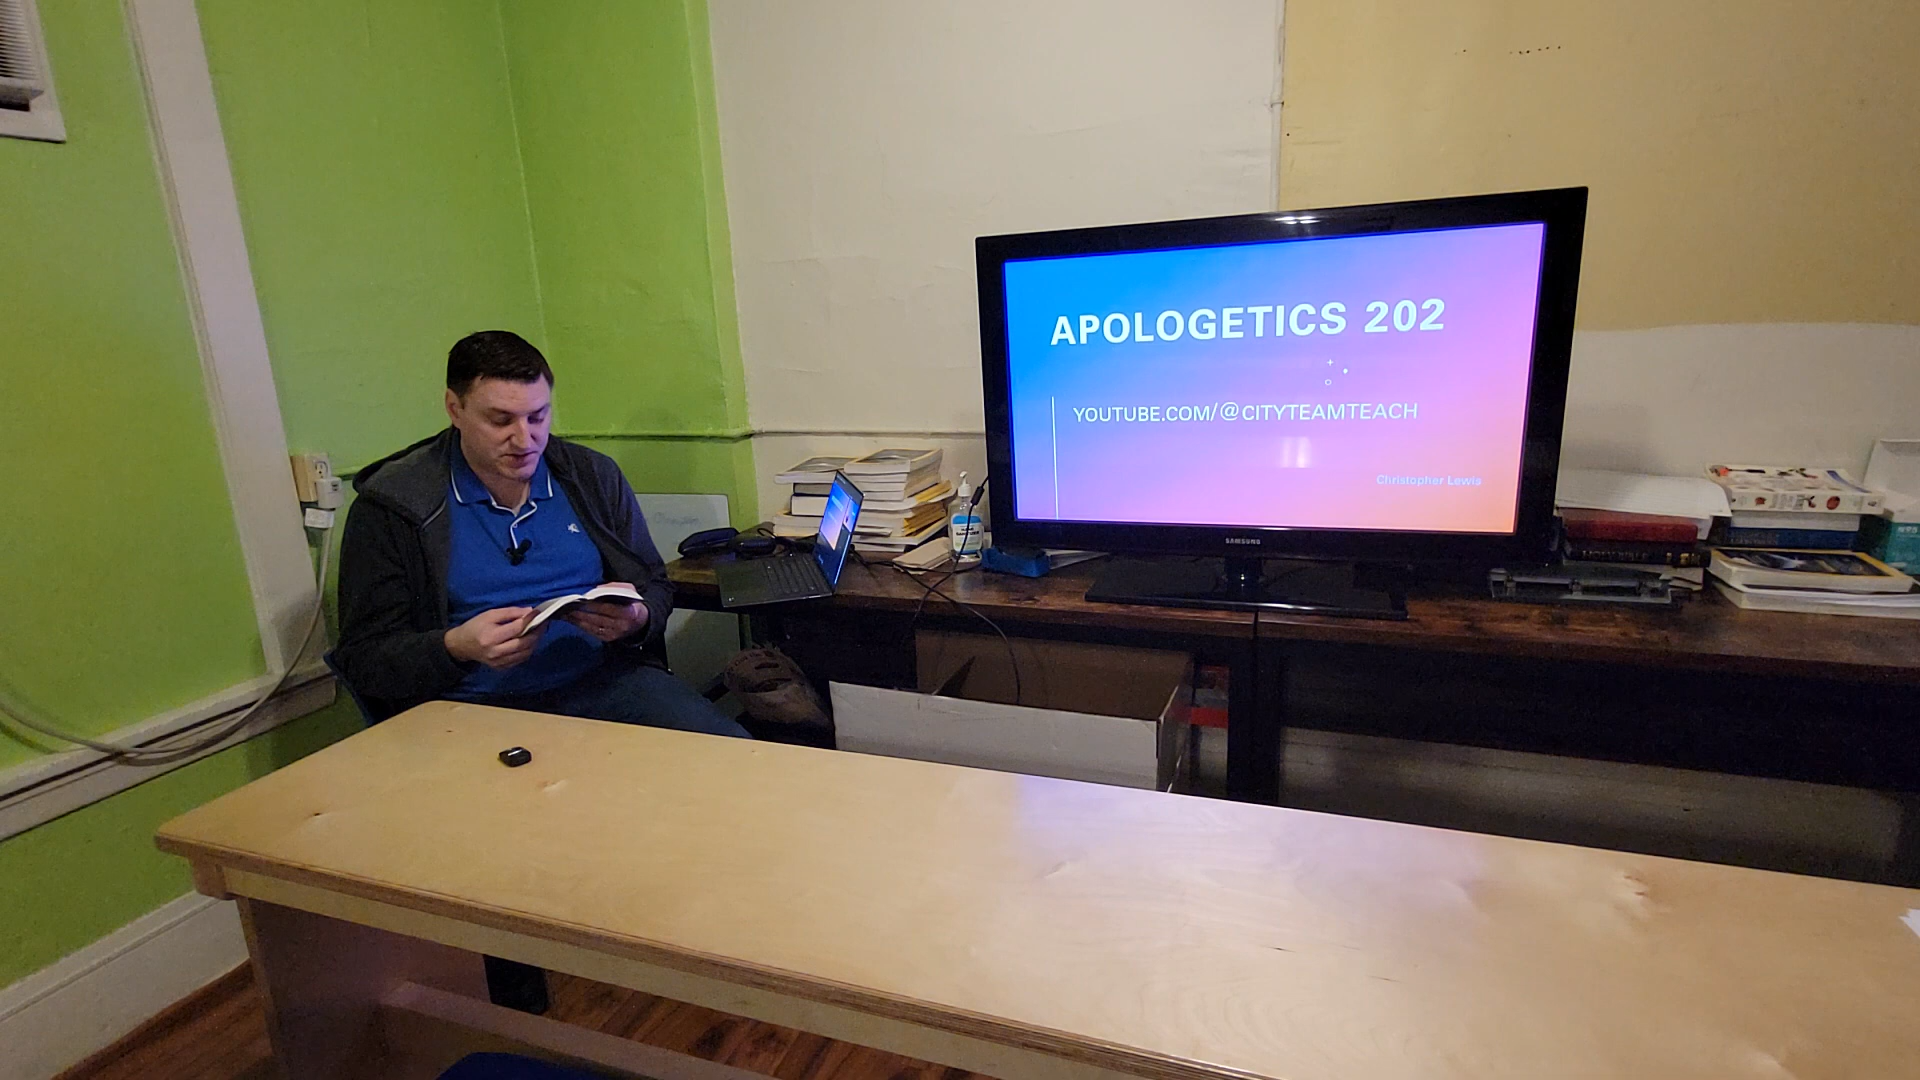 APOLOGETICS 202
YOUTUBE.COM/@CITYTEAMTEACH
Christopher Lewis
SAMSUNG